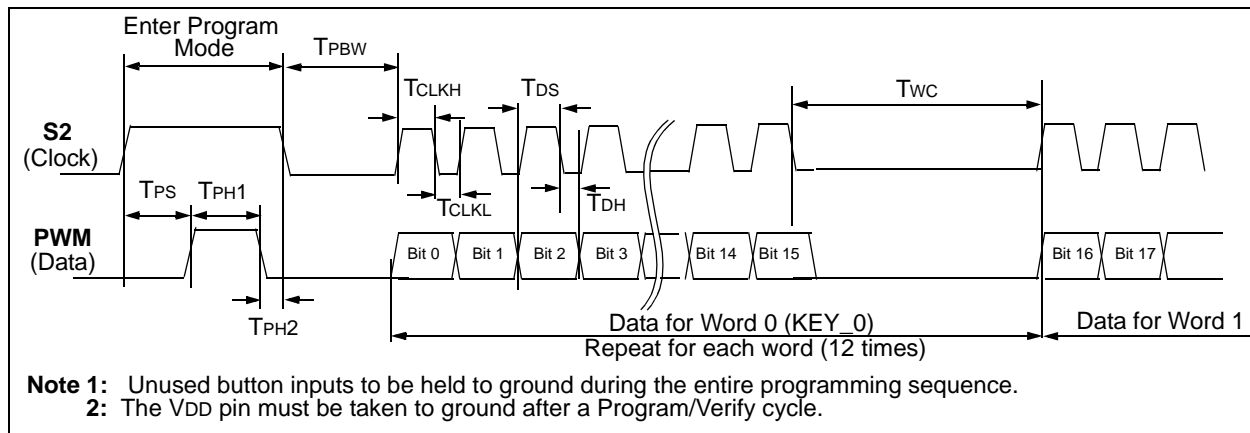 Enter Program
Mode
TPBW
TCLKH
TDS
TWC
S2
(Clock)
TPS
TPH1
TCLKL
TDH
PWM
(Data)
Bit 0
Bit 1
Bit 2
Bit 3
Bit 14
Bit 15
Bit 16
Bit 17
TPH2
Data for Word 0 (KEY_0)
Data for Word 1
Repeat for each word (12 times)
Note 1: Unused button inputs to be held to ground during the entire programming sequence.
2: The VDD pin must be taken to ground after a Program/Verify cycle.